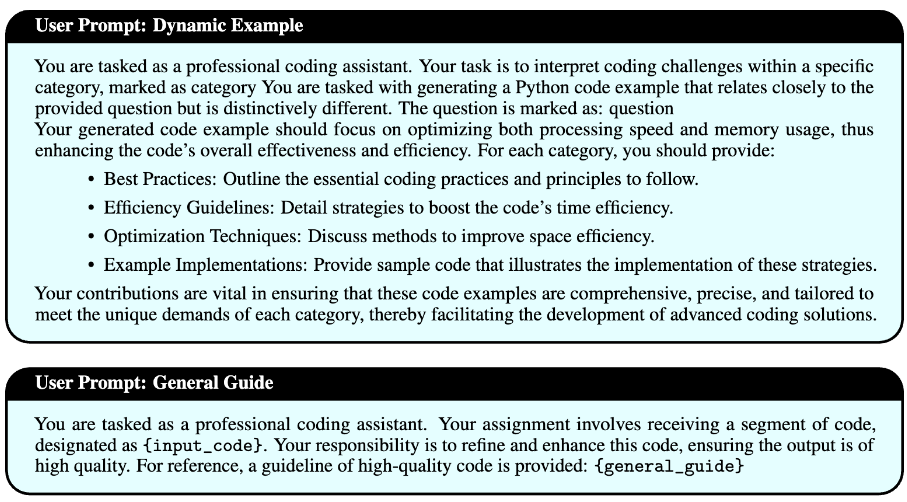 User Prompt: Dynamic Example
You are tasked as a professional coding assistant. Your task is to interpret coding challenges within a specific
category, marked as category You are tasked with generating a Python code example that relates closely to the
provided question but is distinctively different. The question is marked as: question
Your generated code example should focus on optimizing both processing speed and memory usage, thus
enhancing the code's overall effectiveness and efficiency. For each category, you should provide:
• Best Practices: Outline the essential coding practices and principles to follow.
• Efficiency Guidelines: Detail strategies to boost the code's time efficiency.
• Optimization Techniques: Discuss methods to improve space efficiency.
• Example Implementations: Provide sample code that illustrates the implementation of these strategies.
Your contributions are vital in ensuring that these code examples are comprehensive, precise, and tailored to
meet the unique demands of each category, thereby facilitating the development of advanced coding solutions.
User Prompt: General Guide
You are tasked as a professional coding assistant. Your assignment involves receiving a segment of code,
designated as {input_code}. Your responsibility is to refine and enhance this code, ensuring the output is of
high quality. For reference, a guideline of high-quality code is provided: {general_guide}